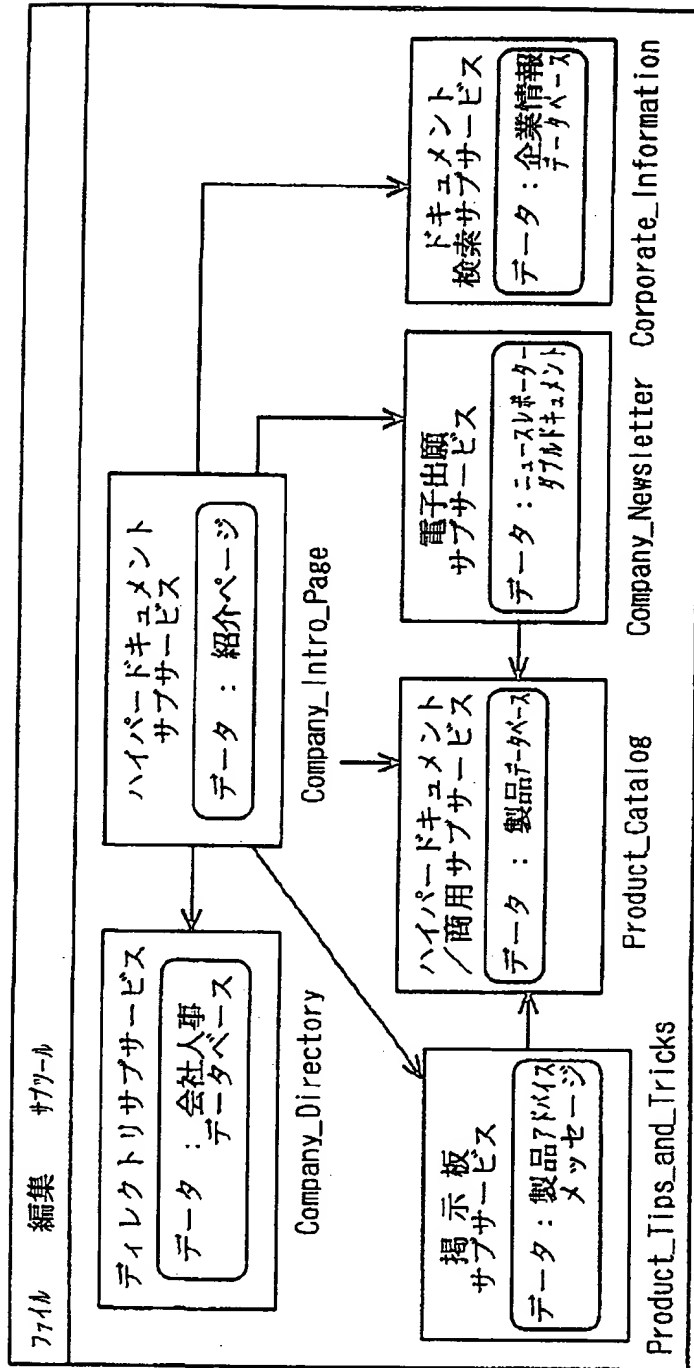 ファイル 編集 サブツール
ディレクトリサブサービス
データ : 会社人事
データベース
Company_Directory
ハイパードキュメント
サブサービス
データ : 紹介ページ
Company_Intro_Page
掲示板
サブサービス
データ : 製品アドバイス
メッセージ
Product_Tips_and_Tricks
ハイパードキュメント
／商用サブサービス
データ : 製品データベース
Product_Catalog
電子出願
サブサービス
データ : ニュースレポーター
ダブルドキュメント
Company_Newsletter
ドキュメント
検索サブサービス
データ : 企業情報
データベース
Corporate_Information